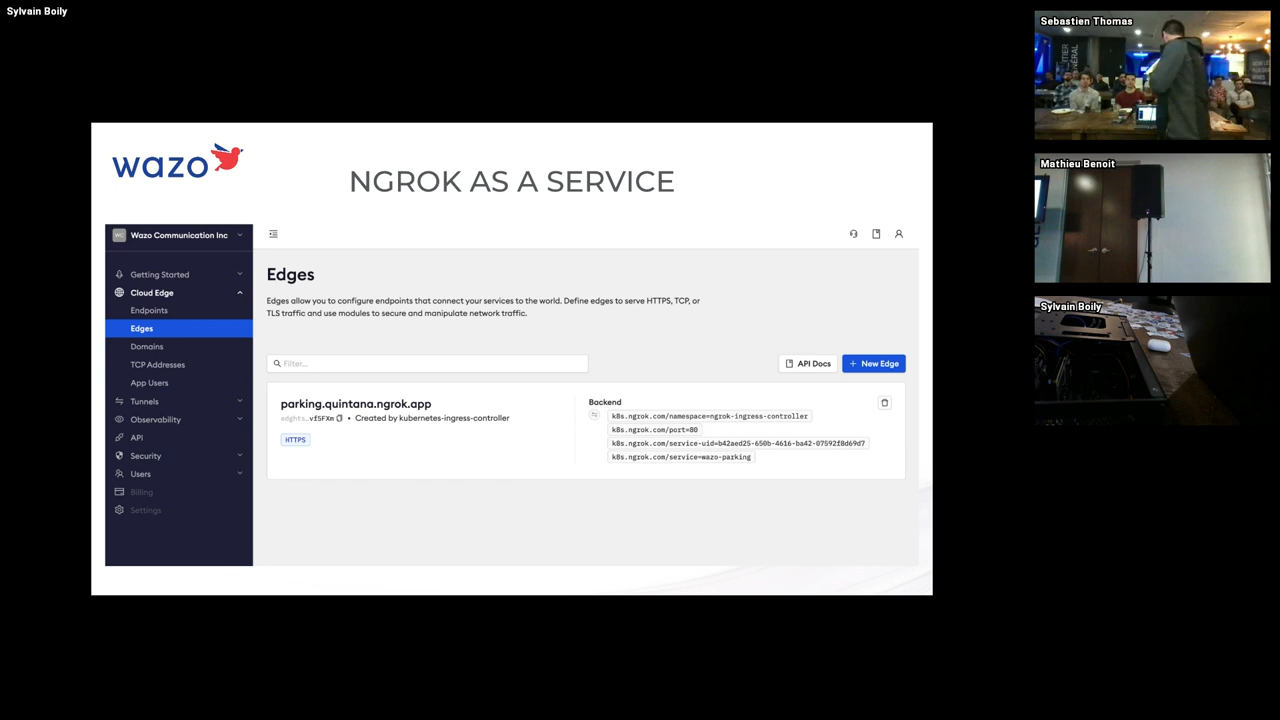 Sylvain Boily
Sebastien Thomas
Mathieu Benoit
Sylvain Boily
wazo
NGROK AS A SERVICE
WC Wazo Communication Inc
Getting Started
Cloud Edge
Endpoints
Edges
Domains
TCP Addresses
App Users
Tunnels
Observability
API
Security
Users
Billing
Settings
Edges
Edges allow you to configure endpoints that connect your services to the world. Define edges to serve HTTPS, TCP, or
TLS traffic and use modules to secure and manipulate network traffic.
Filter...
API Docs
+ New Edge
parking.quintana.ngrok.app
edghts_vf5FXm • Created by kubernetes-ingress-controller
HTTPS
Backend
k8s.ngrok.com/namespace=ngrok-ingress-controller
k8s.ngrok.com/port=80
k8s.ngrok.com/service-uid=b42aed25-650b-4616-ba42-07592f8d69d7
k8s.ngrok.com/service=wazo-parking